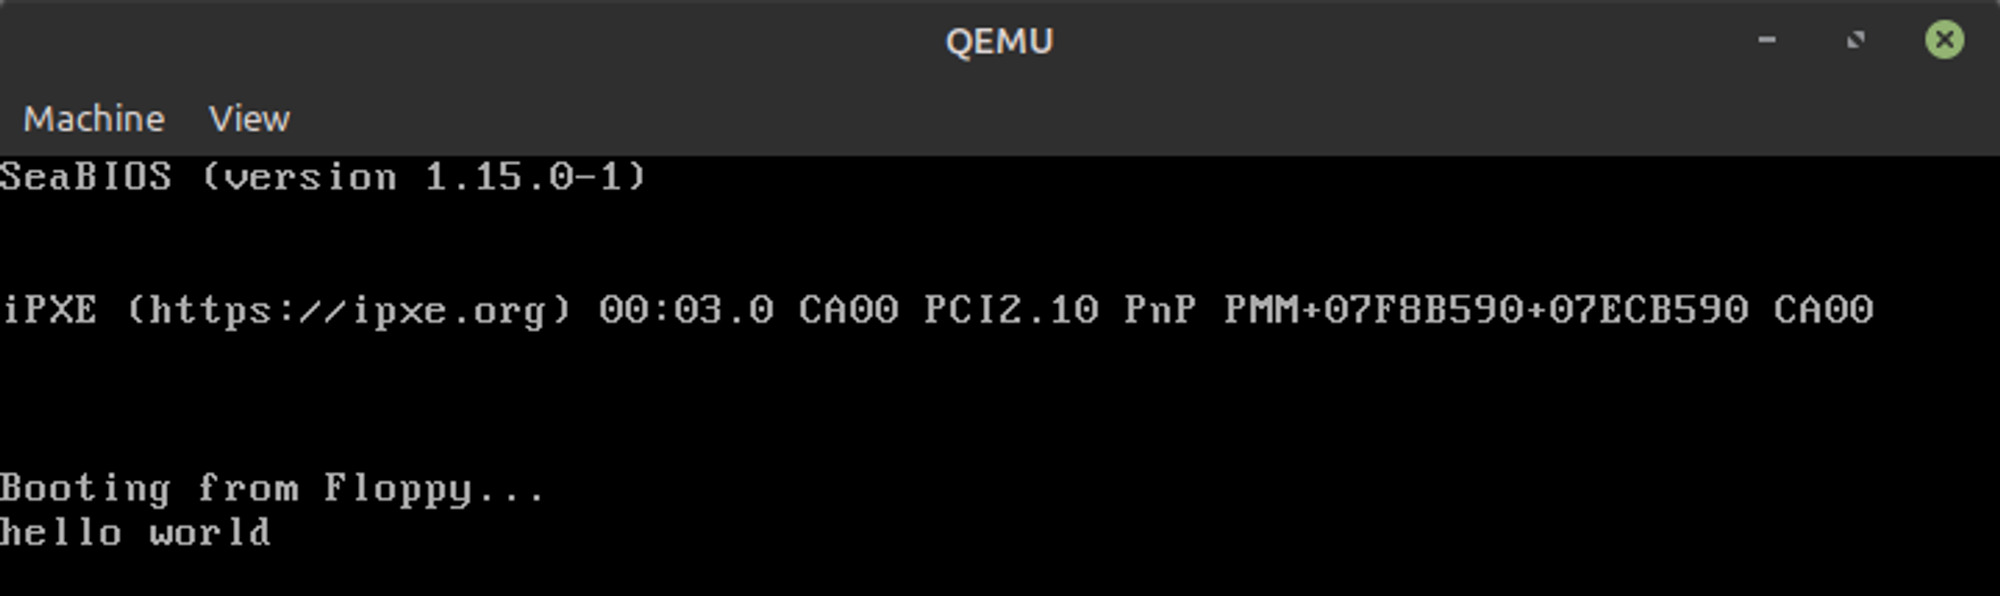 QEMU
Machine View
SeaBIOS (version 1.15.0-1)
iPXE (https://ipxe.org) 00:03.0 CA00 PCI2.10 PnP PMM+07F8B590+07ECB590 CA00
Booting from Floppy...
hello world